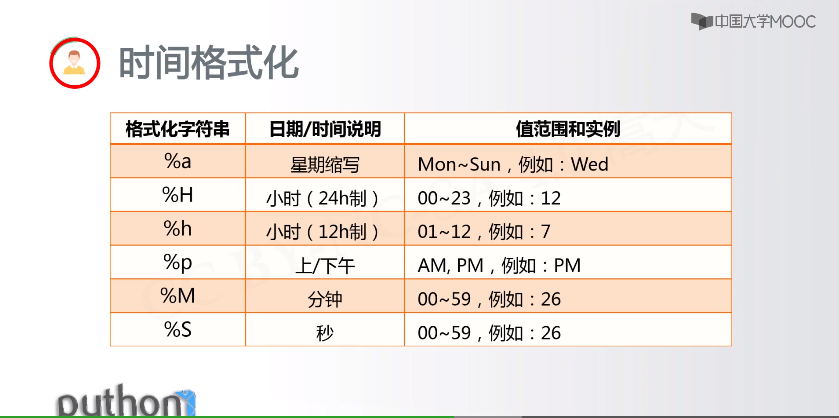 中国大学MOOC
时间格式化
格式化字符串 日期/时间说明 值范围和实例
%a 星期缩写 Mon~Sun，例如：Wed
%H 小时（24h制） 00~23，例如：12
%h 小时（12h制） 01~12，例如：7
%p 上/下午 AM, PM，例如：PM
%M 分钟 00~59，例如：26
%S 秒 00~59，例如：26
python